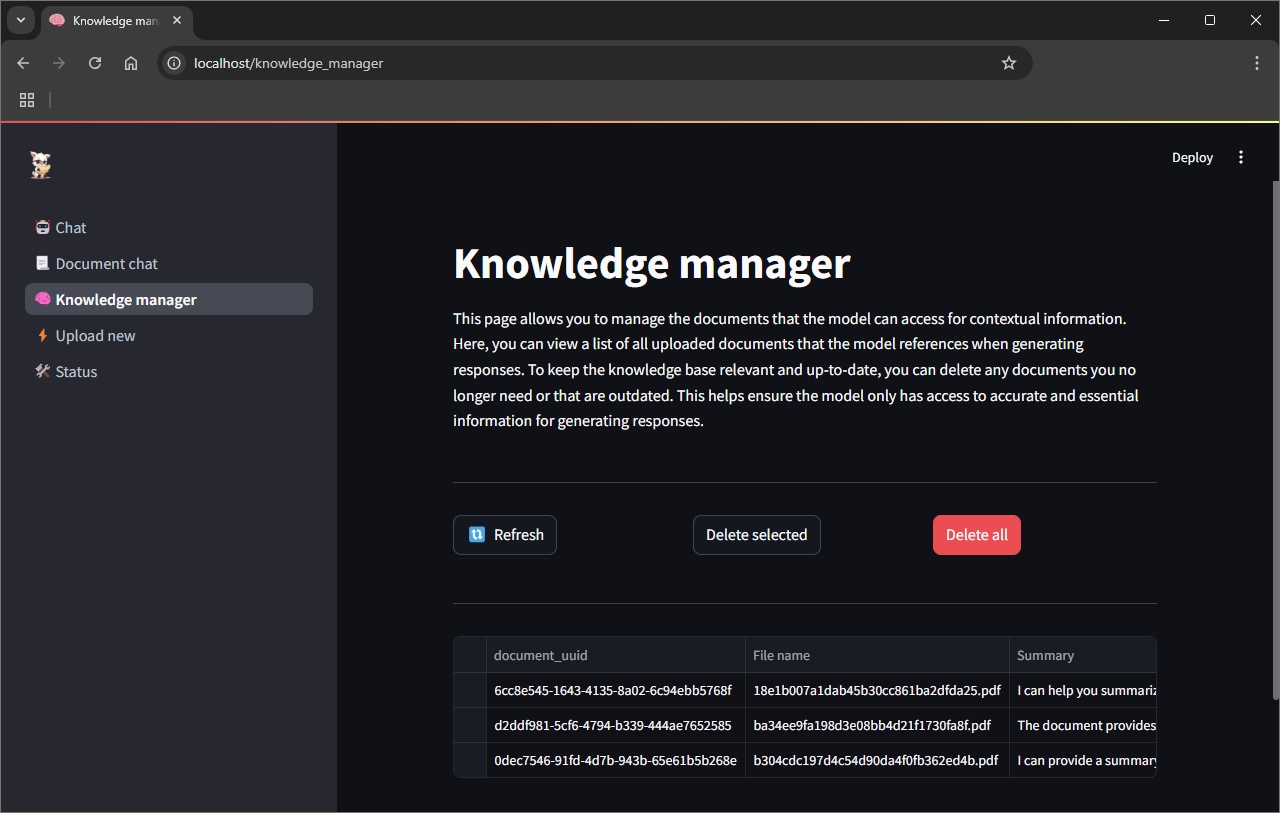 Knowledge man
localhost/knowledge_manager
Deploy
Chat
Document chat
Knowledge manager
Upload new
Status
Knowledge manager
This page allows you to manage the documents that the model can access for contextual information.
Here, you can view a list of all uploaded documents that the model references when generating
responses. To keep the knowledge base relevant and up-to-date, you can delete any documents you no
longer need or that are outdated. This helps ensure the model only has access to accurate and essential
information for generating responses.
Refresh Delete selected Delete all
document_uuid File name Summary
6cc8e545-1643-4135-8a02-6c94ebb5768f 18e1b007a1dab45b30cc861ba2dfda25.pdf I can help you summariz
d2ddf981-5cf6-4794-b339-444ae7652585 ba34ee9fa198d3e08bb4d21f1730fa8f.pdf The document provides
0dec7546-91fd-4d7b-943b-65e61b5b268e b304cdc197d4c54d90da4f0fb362ed4b.pdf I can provide a summary